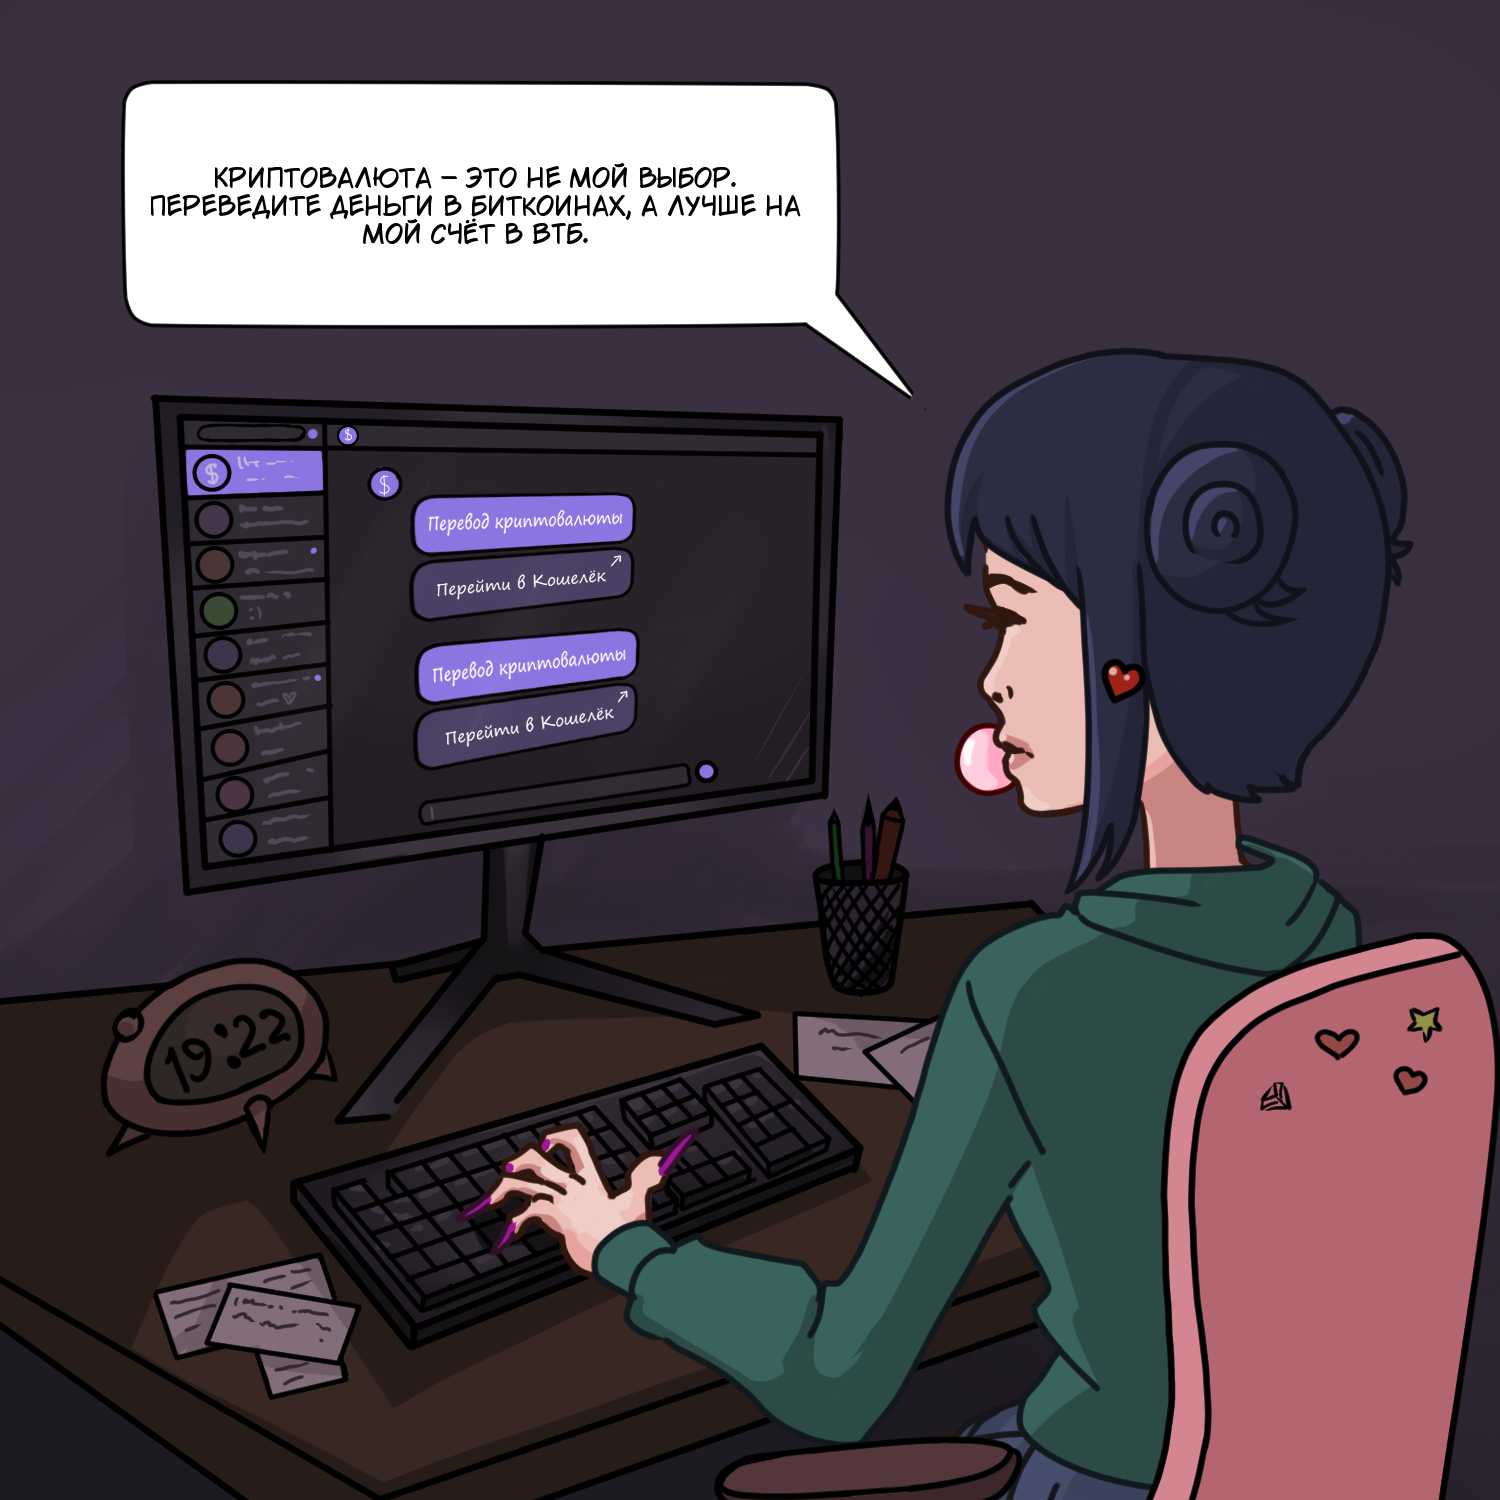 КРИПТОВАЛЮТА – ЭТО НЕ МОЙ ВЫБОР.
ПЕРЕВЕДИТЕ ДЕНЬГИ В БИТКОИНАХ, А ЛУЧШЕ НА
МОЙ СЧЁТ В ВТБ.
$
$
$
Перевод криптовалюты
Перейти в Кошелёк
Перевод криптовалюты
Перейти в Кошелёк
:)
19:22